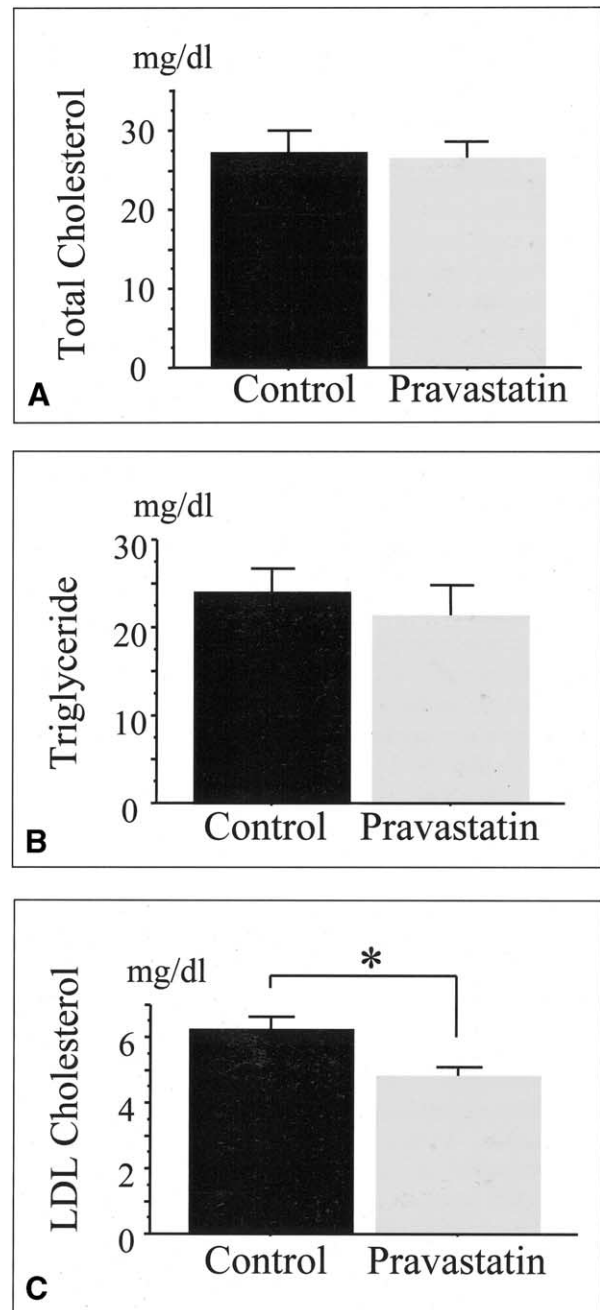 mg/dl
Total Cholesterol
30
20
10
0
Control Pravastatin
A
mg/dl
Triglyceride
30
20
10
0
Control Pravastatin
B
mg/dl
*
LDL Cholesterol
6
4
2
0
Control Pravastatin
C